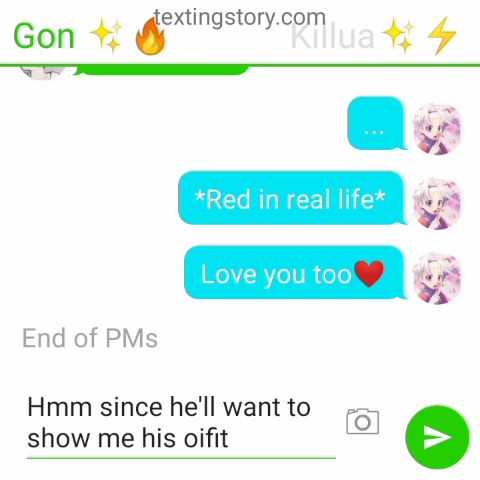 textingstory.com
Gon ✨🔥 Killua✨⚡
...
*Red in real life*
Love you too❤️
End of PMs
Hmm since he'll want to
show me his oifit